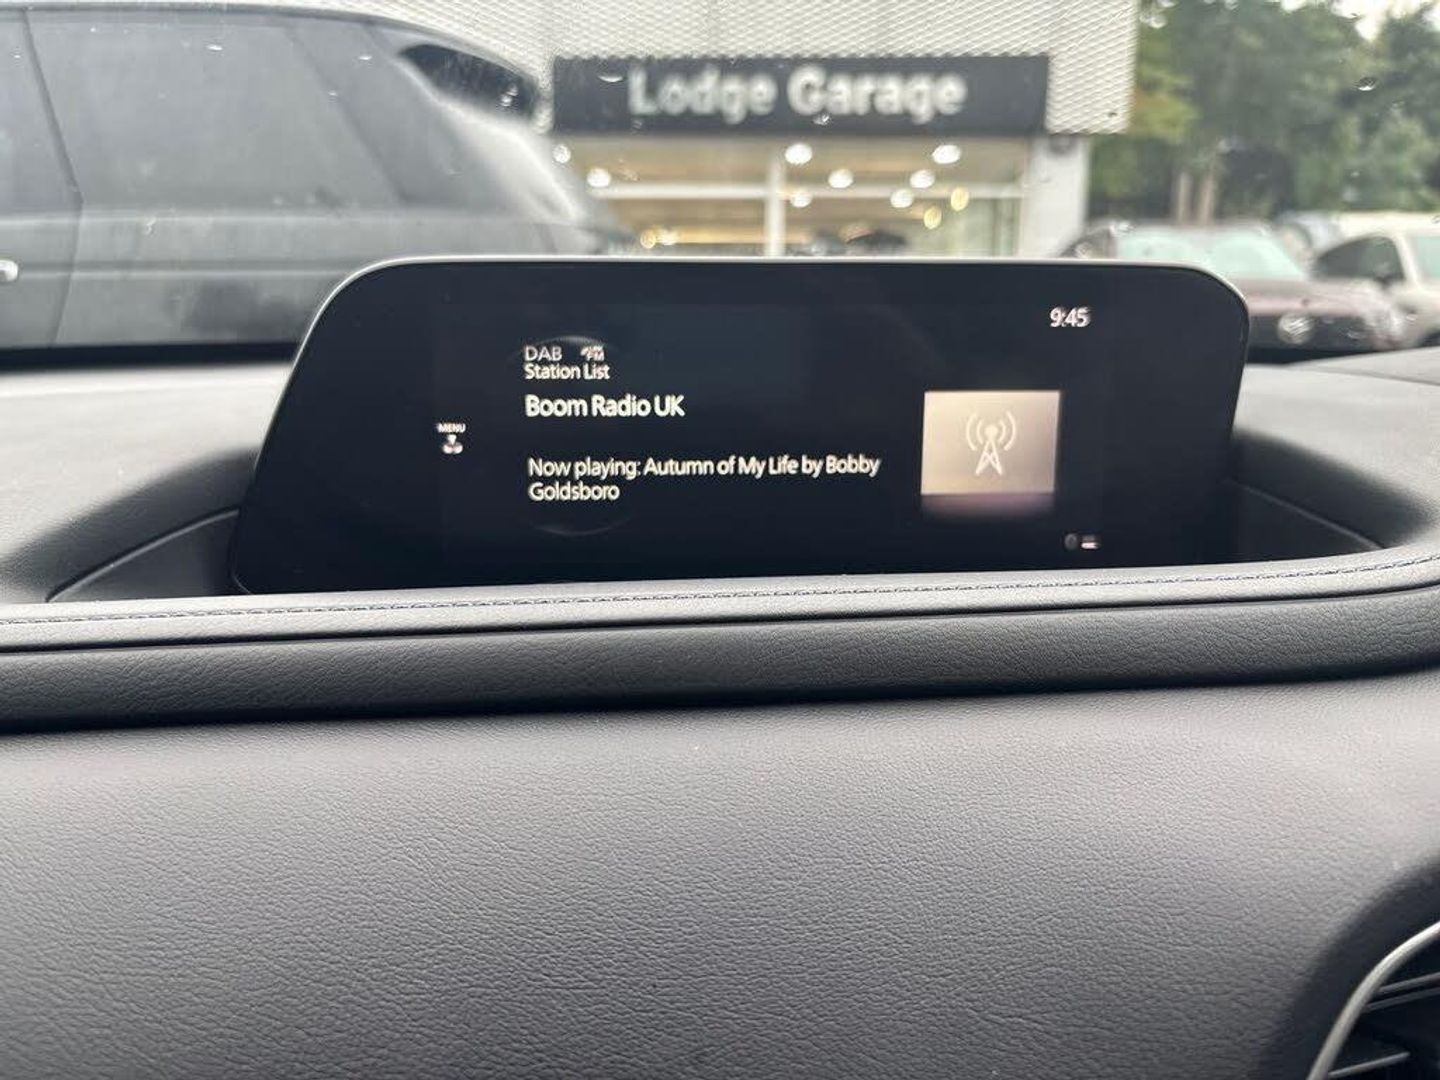 Lodge Garage
9:45
DAB
Station List
Boom Radio UK
MENU
Now playing: Autumn of My Life by Bobby
Goldsboro